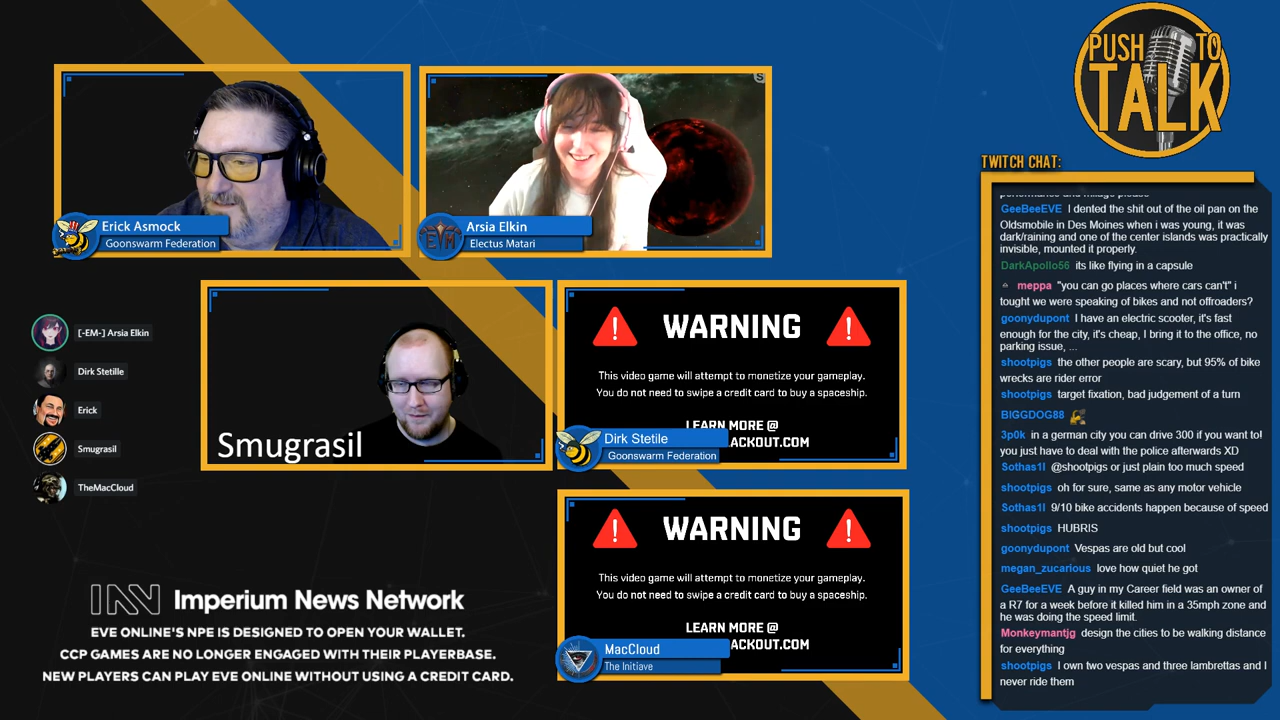 PUSH TO
TALK
TWITCH CHAT:
Erick Asmock
Goonswarm Federation
Arsia Elkin
Electus Matari
EVM
S
[-EM-] Arsia Elkin
Dirk Stetille
Erick
Smugrasil
TheMacCloud
Smugrasil
WARNING
This video game will attempt to monetize your gameplay.
You do not need to swipe a credit card to buy a spaceship.
LEARN MORE @
ACKOUT.COM
Dirk Stetile
Goonswarm Federation
WARNING
This video game will attempt to monetize your gameplay.
You do not need to swipe a credit card to buy a spaceship.
LEARN MORE @
ACKOUT.COM
MacCloud
The Initiave
INN Imperium News Network
EVE ONLINE'S NPE IS DESIGNED TO OPEN YOUR WALLET.
CCP GAMES ARE NO LONGER ENGAGED WITH THEIR PLAYERBASE.
NEW PLAYERS CAN PLAY EVE ONLINE WITHOUT USING A CREDIT CARD.
GeeBeeEVE I dented the shit out of the oil pan on the
Oldsmobile in Des Moines when i was young, it was
dark/raining and one of the center islands was practically
invisible, mounted it properly.
DarkApollo56 its like flying in a capsule
meppa "you can go places where cars can't" i
tought we were speaking of bikes and not offroaders?
goonydupont I have an electric scooter, it's fast
enough for the city, it's cheap, I bring it to the office, no
parking issue, ...
shootpigs the other people are scary, but 95% of bike
wrecks are rider error
shootpigs target fixation, bad judgement of a turn
BIGGDOG88
3p0k in a german city you can drive 300 if you want to!
you just have to deal with the police afterwards XD
Sothas1l @shootpigs or just plain too much speed
shootpigs oh for sure, same as any motor vehicle
Sothas1l 9/10 bike accidents happen because of speed
shootpigs HUBRIS
goonydupont Vespas are old but cool
megan_zucarious love how quiet he got
GeeBeeEVE A guy in my Career field was an owner of
a R7 for a week before it killed him in a 35mph zone and
he was doing the speed limit.
Monkeymantjg design the cities to be walking distance
for everything
shootpigs I own two vespas and three lambrettas and I
never ride them